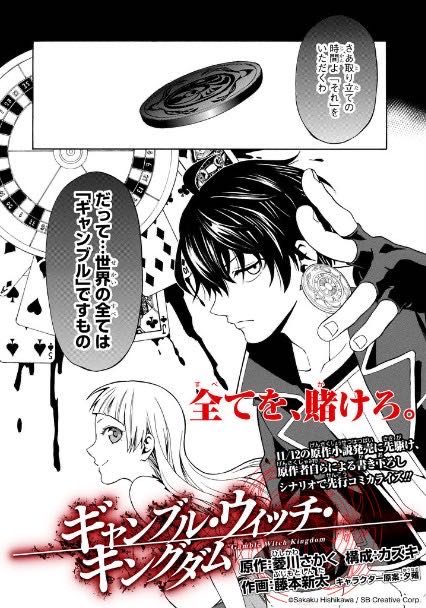 さあ取り立ての
時間よ「それ」を
いただくわ
だって…世界の全ては
「ギャンブル」ですもの
全てを、賭けろ。
11/12の原作小説発売に先駆け、
原作者自らによる書き下ろし
シナリオで先行コミカライズ!!
ギャンブル・ウィッチ・
キングダム
Gamble Witch Kingdom
原作:菱川さかく 構成:カズキ
作画:藤本新太 キャラクター原案:夕薙
©Sakaku Hishikawa / SB Creative Corp.